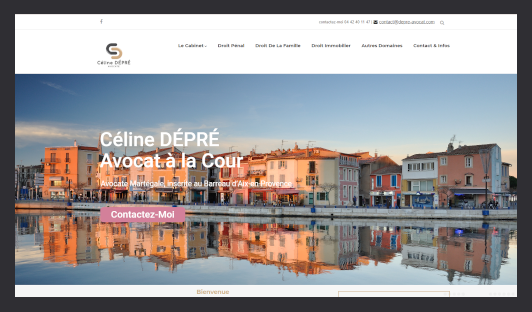 contactez-moi 04 42 49 11 47 | contact@depre-avocat.com
Céline DÉPRÉ
Le Cabinet
Droit Pénal
Droit De La Famille
Droit Immobilier
Autres Domaines
Contact & Infos
Céline DÉPRÉ
Avocat à la Cour
Avocate Martégale, inscrite au Barreau d'Aix-en-Provence
Contactez-Moi
Bienvenue